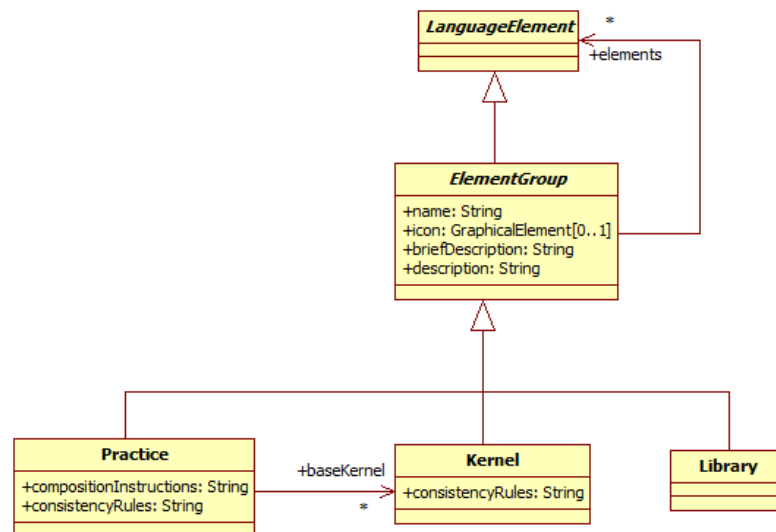 LanguageElement
*
+elements
ElementGroup
+name: String
+icon: GraphicalElement[0..1]
+briefDescription: String
+description: String
Practice
+compositionInstructions: String
+consistencyRules: String
+baseKernel
*
Kernel
+consistencyRules: String
Library